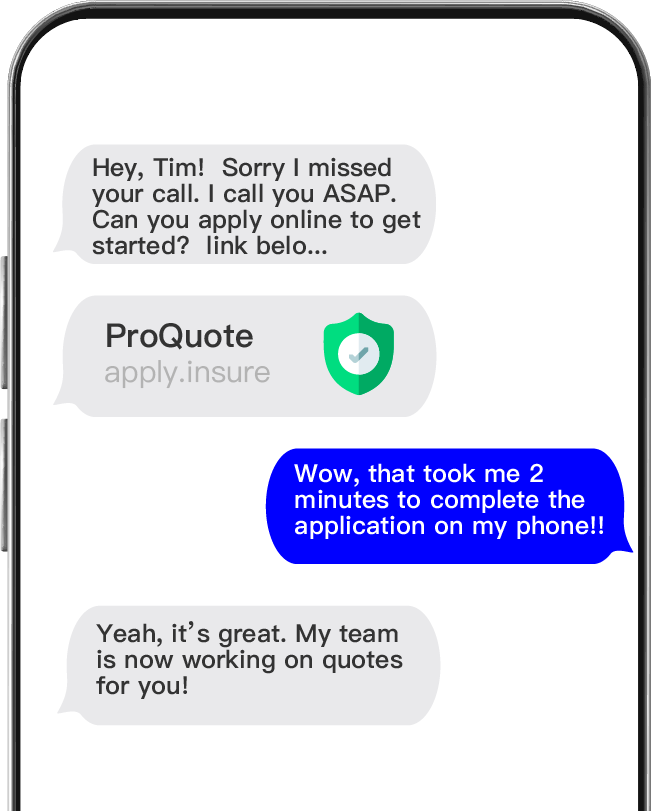 Hey, Tim!  Sorry I missed
your call. I call you ASAP.
Can you apply online to get
started?  link belo...
ProQuote
apply.insure
Wow, that took me 2
minutes to complete the
application on my phone!!
Yeah, it’s great. My team
is now working on quotes
for you!